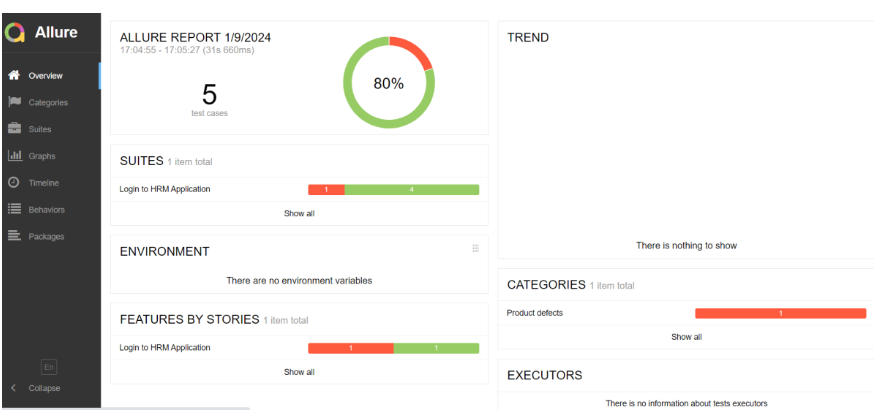 Allure
Overview
Categories
Suites
Graphs
Timeline
Behaviors
Packages
En
Collapse
ALLURE REPORT 1/9/2024
17:04:55 - 17:05:27 (31s 660ms)
5
test cases
80%
SUITES 1 item total
Login to HRM Application 1 4
Show all
ENVIRONMENT
There are no environment variables
FEATURES BY STORIES 1 item total
Login to HRM Application 1 1
Show all
TREND
There is nothing to show
CATEGORIES 1 item total
Product defects 1
Show all
EXECUTORS
There is no information about tests executors